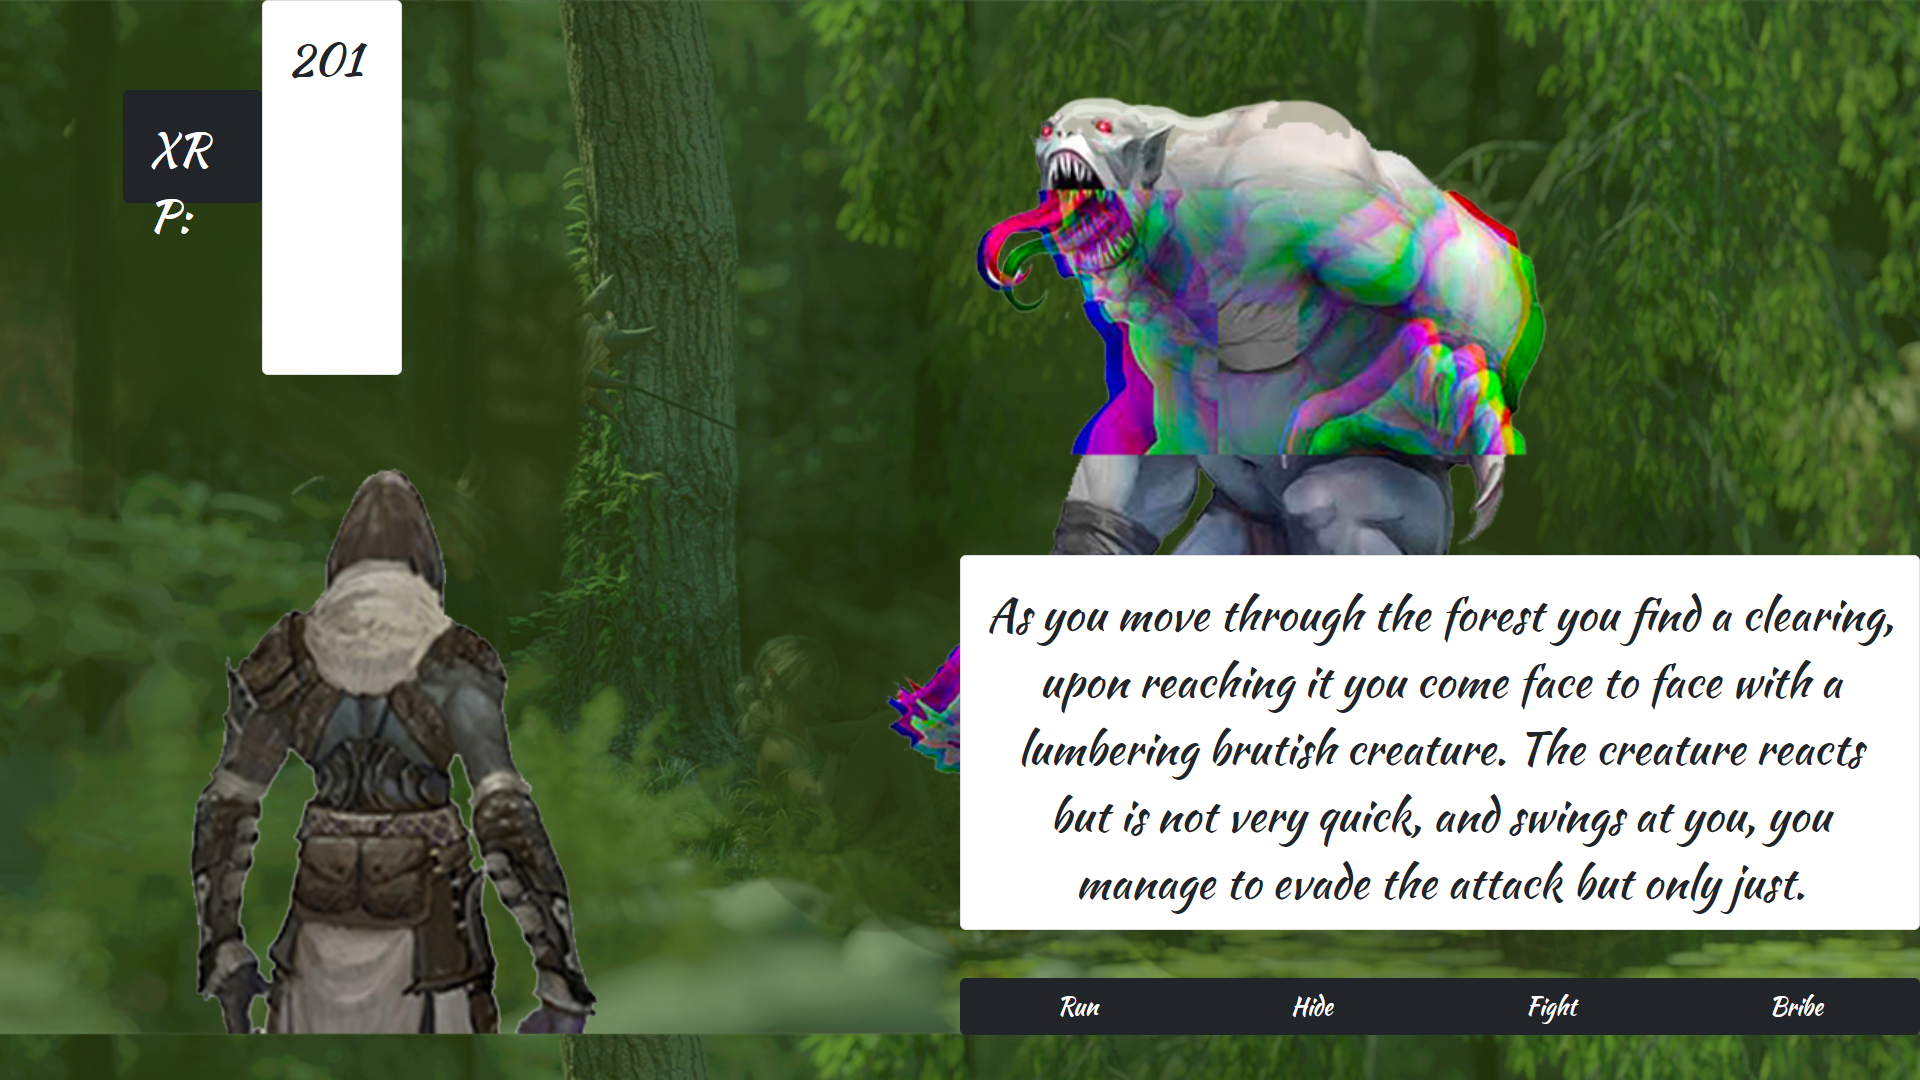 201
XR
P:
As you move through the forest you find a clearing,
upon reaching it you come face to face with a
lumbering brutish creature. The creature reacts
but is not very quick, and swings at you, you
manage to evade the attack but only just.
Run Hide Fight Bribe